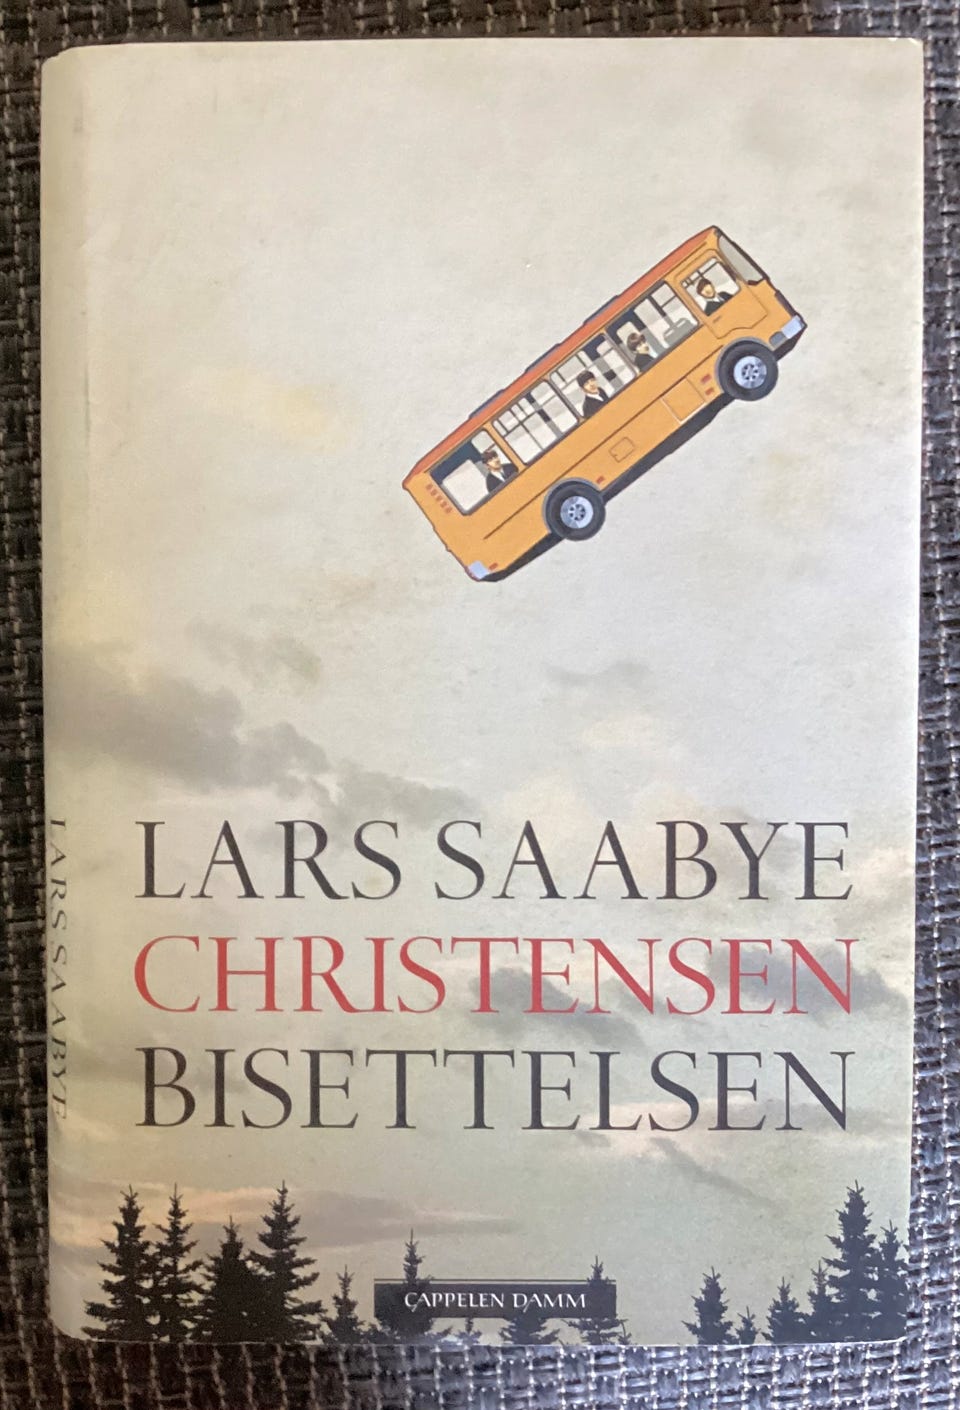 LARS SAABYE
CHRISTENSEN
BISETTELSEN
CAPPELEN DAMM
LARS SAABYE